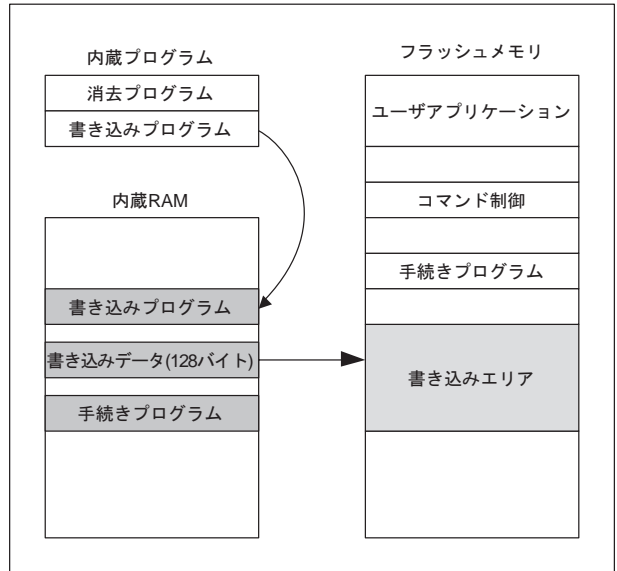 内蔵プログラム
消去プログラム
書き込みプログラム
内蔵RAM
書き込みプログラム
書き込みデータ(128バイト)
手続きプログラム
フラッシュメモリ
ユーザアプリケーション
コマンド制御
手続きプログラム
書き込みエリア